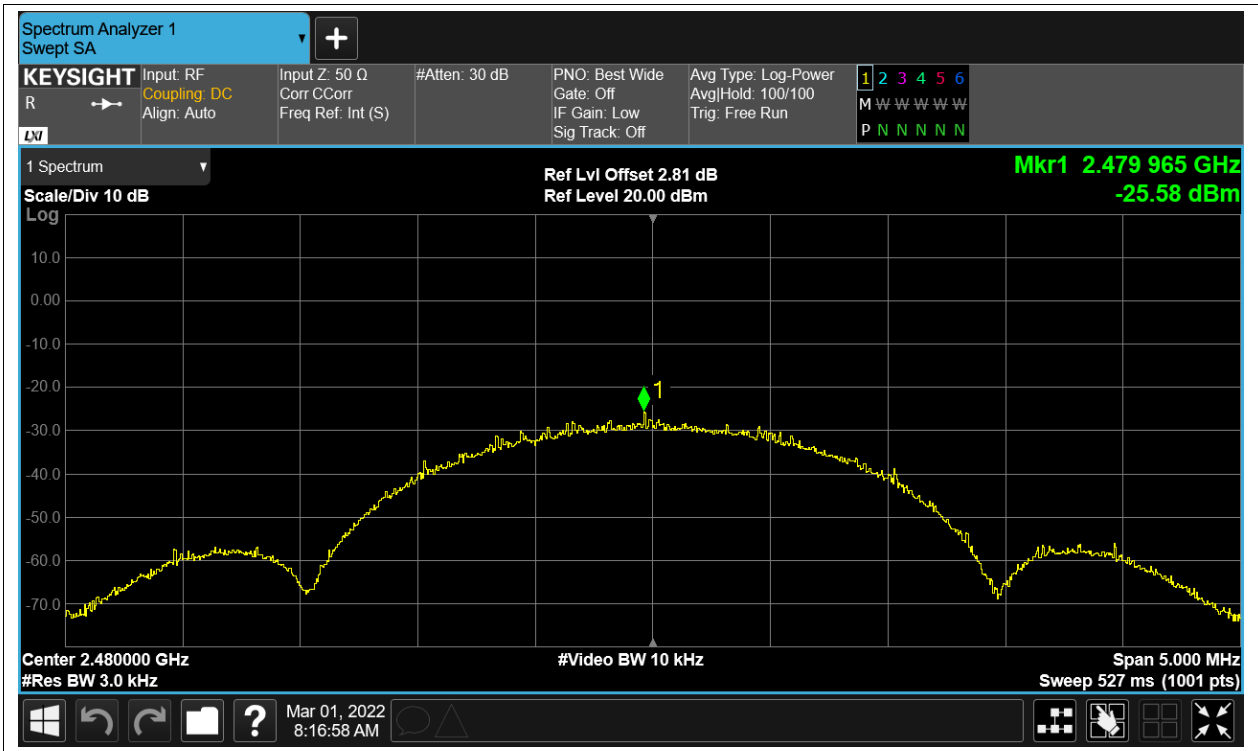 Spectrum Analyzer 1
Swept SA
KEYSIGHT
R
LXI
Input: RF
Coupling: DC
Align: Auto
Input Z: 50 Ω
Corr CCorr
Freq Ref: Int (S)
#Atten: 30 dB
PNO: Best Wide
Gate: Off
IF Gain: Low
Sig Track: Off
Avg Type: Log-Power
Avg|Hold: 100/100
Trig: Free Run
1 2 3 4 5 6
M W W W W W W
P N N N N N
1 Spectrum
Scale/Div 10 dB
Log
Ref Lvl Offset 2.81 dB
Ref Level 20.00 dBm
Mkr1 2.479 965 GHz
-25.58 dBm
10.0
0.00
-10.0
-20.0
-30.0
-40.0
-50.0
-60.0
-70.0
1
Center 2.480000 GHz
#Res BW 3.0 kHz
#Video BW 10 kHz
Span 5.000 MHz
Sweep 527 ms (1001 pts)
?
Mar 01, 2022
8:16:58 AM